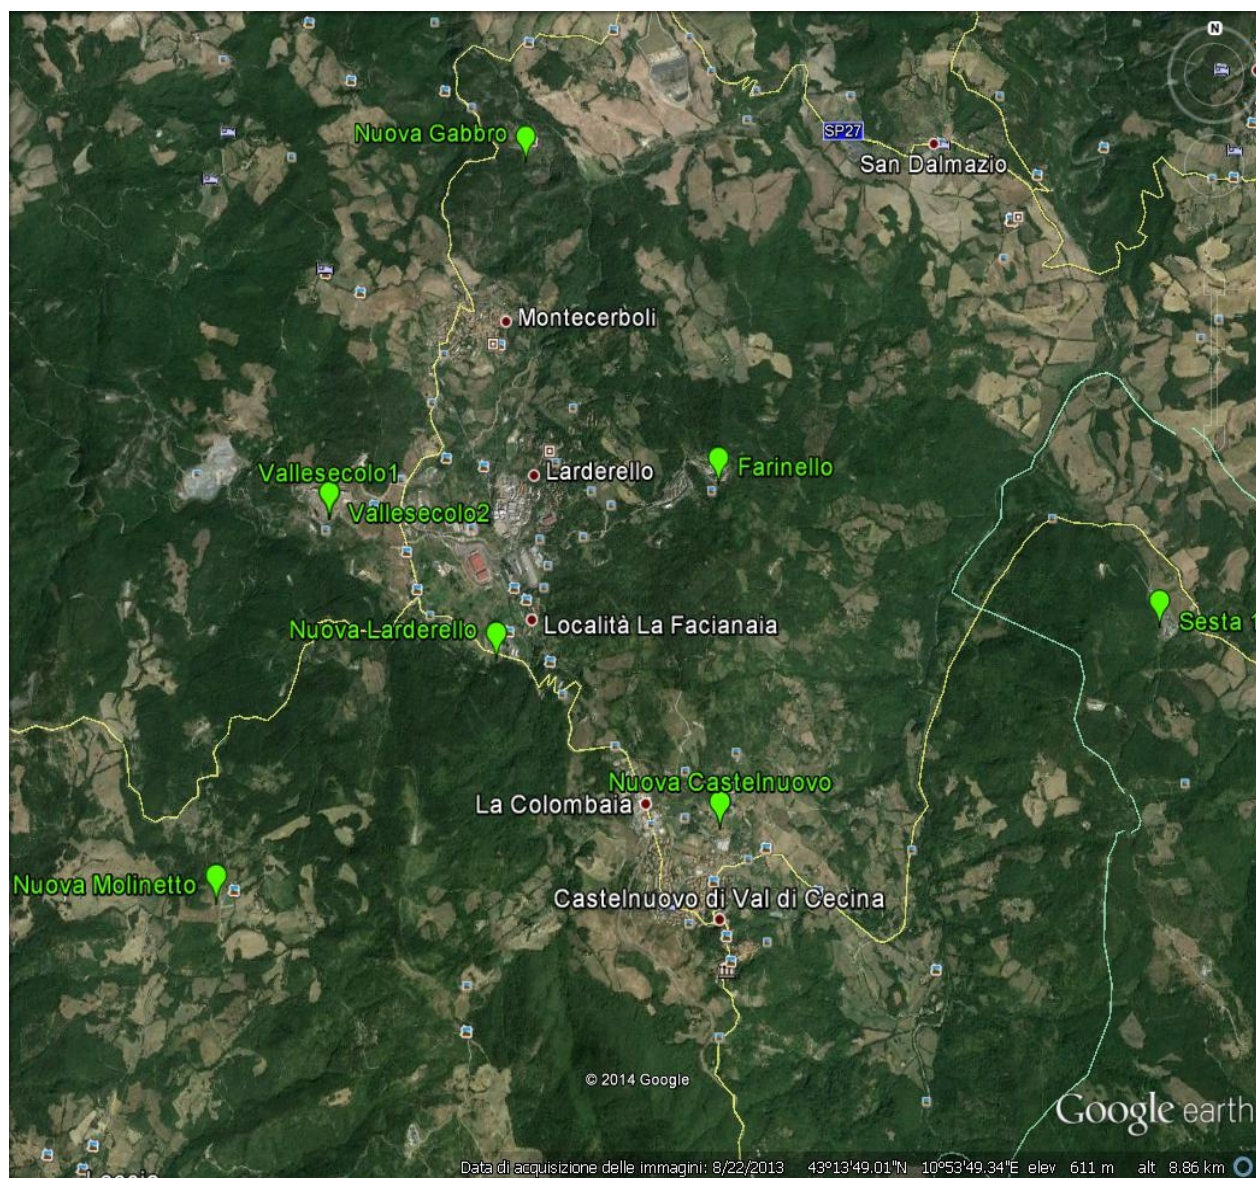 N
Nuova Gabbro
SP27
San Dalmazio
Montecerboli
Larderello
Farinello
Vallesecolo1
Vallesecolo2
Sesta 1
Nuova Larderello
Località La Facianaia
Nuova Castelnuovo
La Colombaia
Nuova Molinetto
Castelnuovo di Val di Cecina
© 2014 Google
Google earth
Data di acquisizione delle immagini: 8/22/2013 43°13'49.01"N 10°53'49.34"E elev 611 m alt 8.86 km